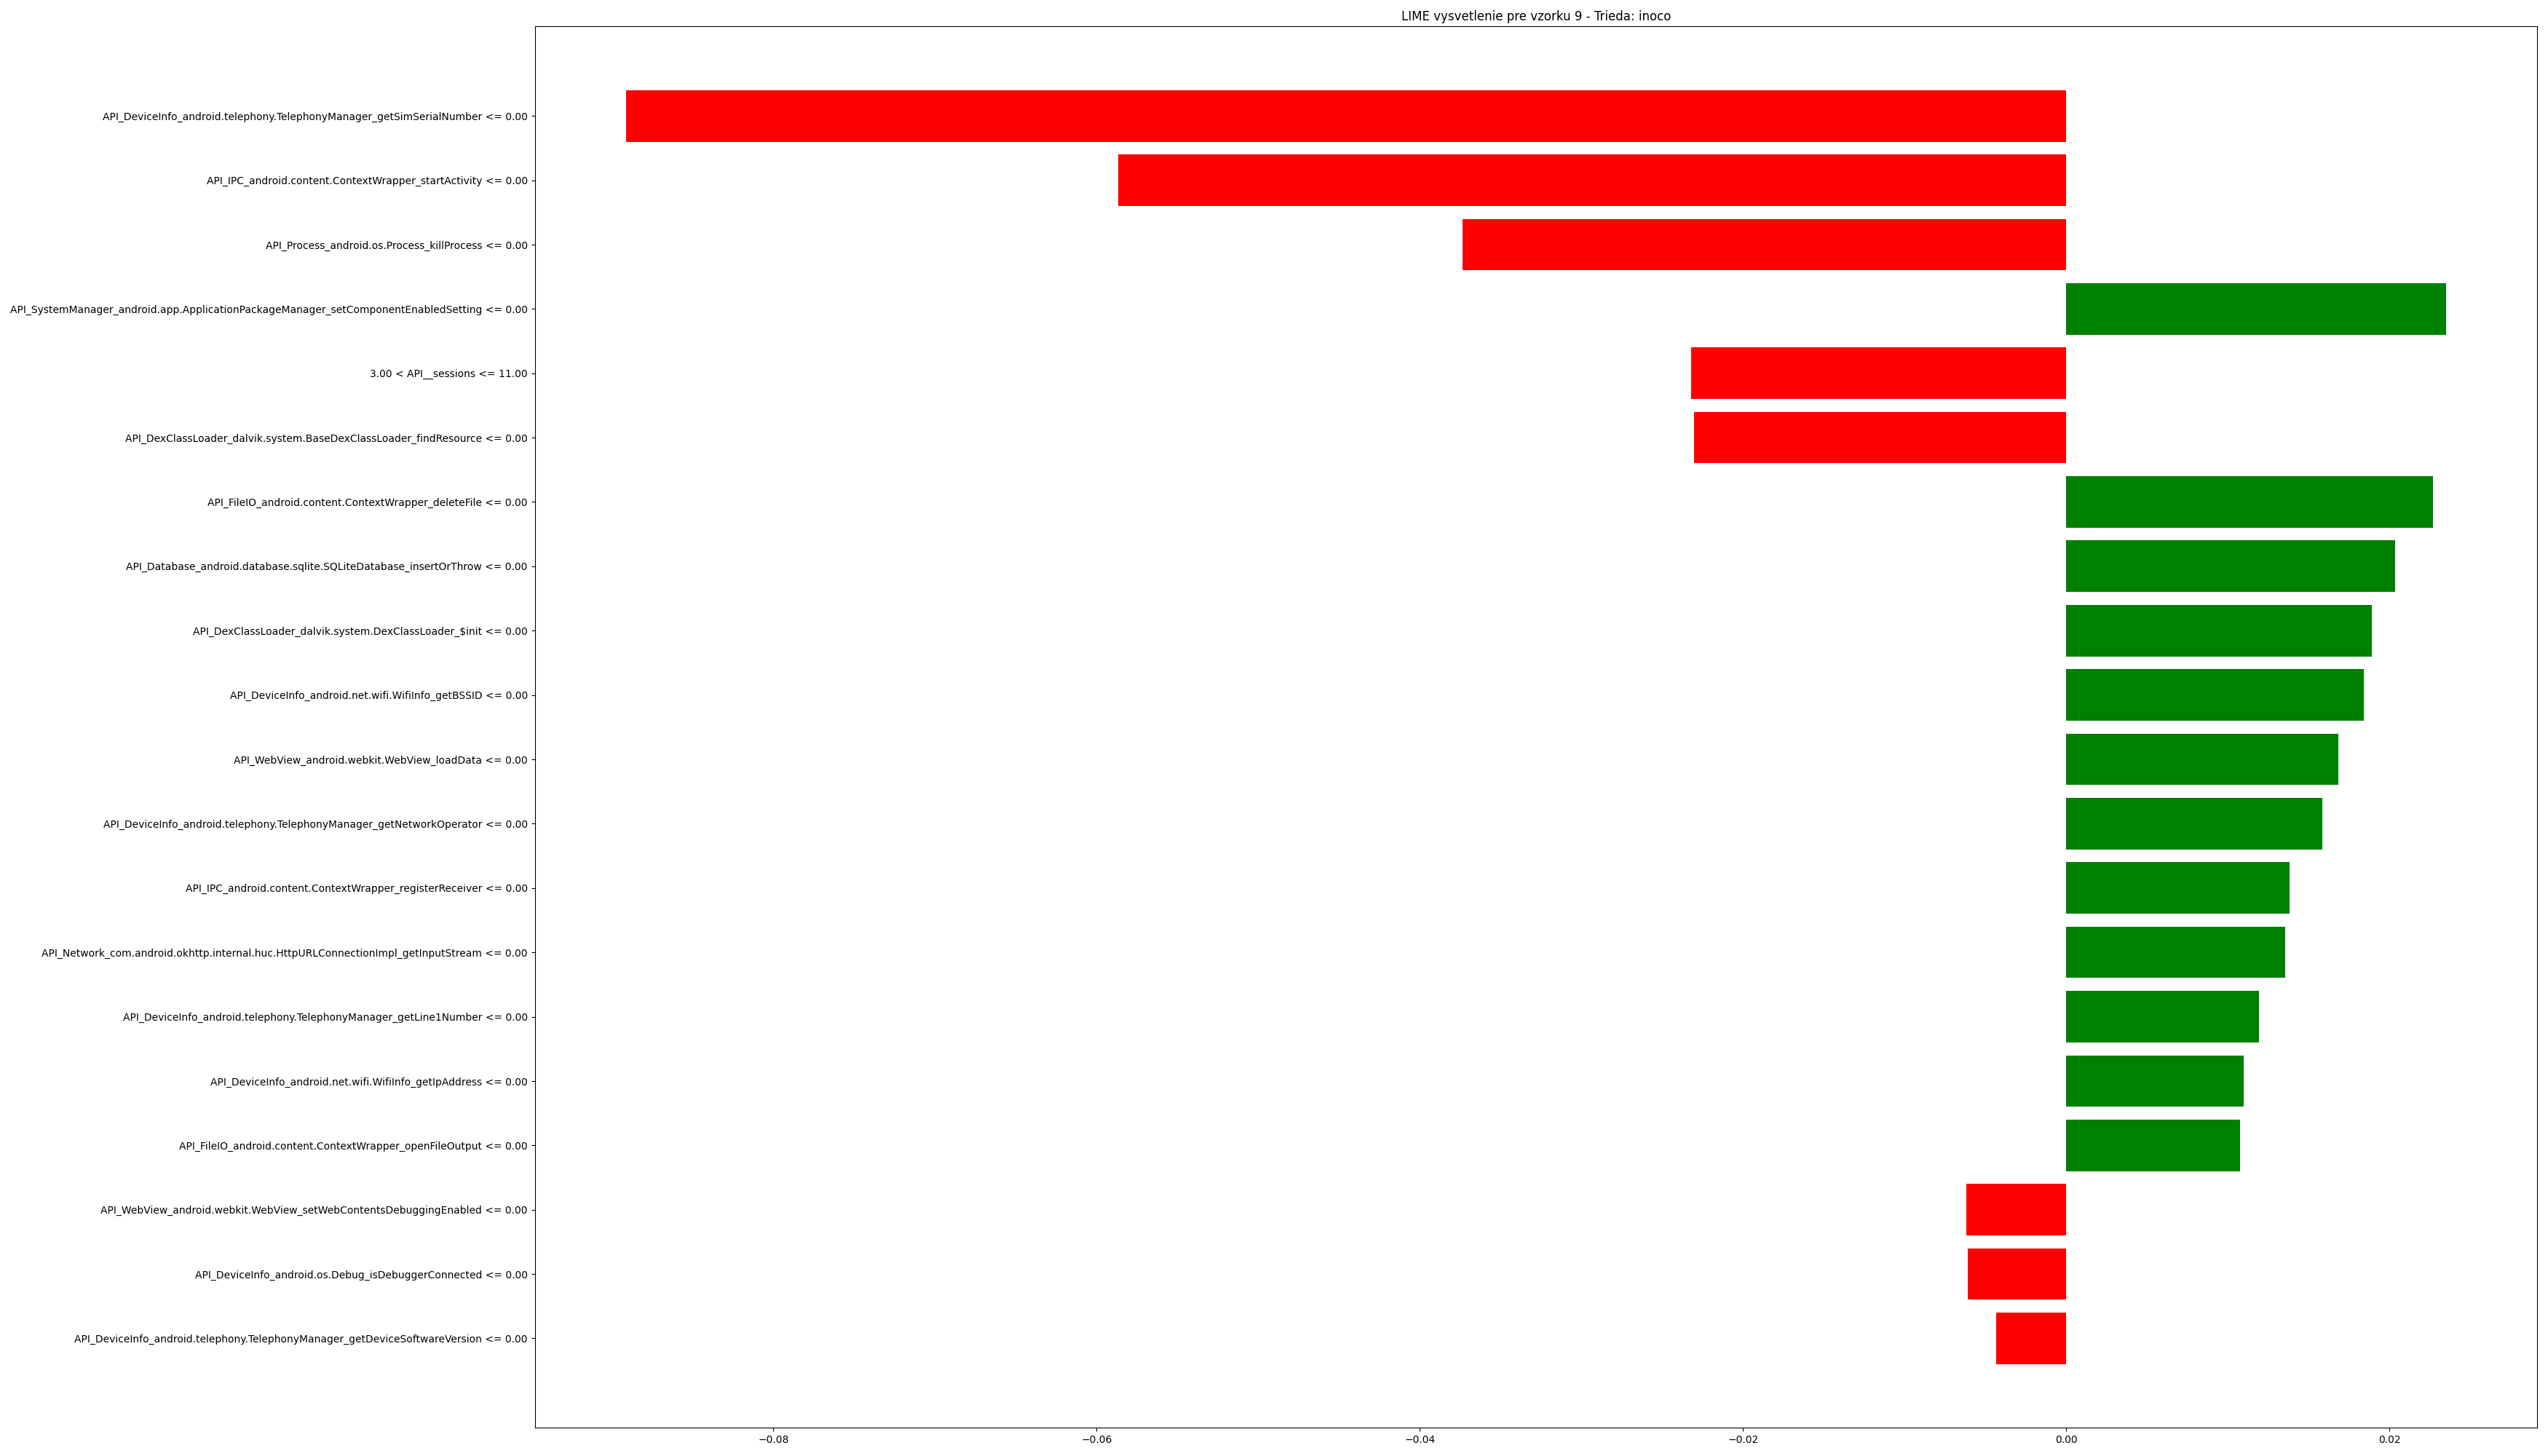 LIME vysvetlenie pre vzorku 9 - Trieda: inoco
API_DeviceInfo_android.telephony.TelephonyManager_getSimSerialNumber <= 0.00
API_IPC_android.content.ContextWrapper_startActivity <= 0.00
API_Process_android.os.Process_killProcess <= 0.00
API_SystemManager_android.app.ApplicationPackageManager_setComponentEnabledSetting <= 0.00
3.00 < API__sessions <= 11.00
API_DexClassLoader_dalvik.system.BaseDexClassLoader_findResource <= 0.00
API_FileIO_android.content.ContextWrapper_deleteFile <= 0.00
API_Database_android.database.sqlite.SQLiteDatabase_insertOrThrow <= 0.00
API_DexClassLoader_dalvik.system.DexClassLoader_$init <= 0.00
API_DeviceInfo_android.net.wifi.WifiInfo_getBSSID <= 0.00
API_WebView_android.webkit.WebView_loadData <= 0.00
API_DeviceInfo_android.telephony.TelephonyManager_getNetworkOperator <= 0.00
API_IPC_android.content.ContextWrapper_registerReceiver <= 0.00
API_Network_com.android.okhttp.internal.huc.HttpURLConnectionImpl_getInputStream <= 0.00
API_DeviceInfo_android.telephony.TelephonyManager_getLine1Number <= 0.00
API_DeviceInfo_android.net.wifi.WifiInfo_getIpAddress <= 0.00
API_FileIO_android.content.ContextWrapper_openFileOutput <= 0.00
API_WebView_android.webkit.WebView_setWebContentsDebuggingEnabled <= 0.00
API_DeviceInfo_android.os.Debug_isDebuggerConnected <= 0.00
API_DeviceInfo_android.telephony.TelephonyManager_getDeviceSoftwareVersion <= 0.00
−0.08 −0.06 −0.04 −0.02 0.00 0.02